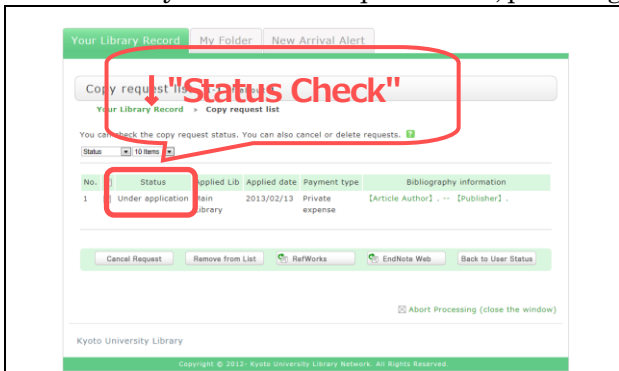 Your Library Record My Folder New Arrival Alert
Copy request list
↓"Status Check"
Your Library Record » Copy request list
You can check the copy request status. You can also cancel or delete requests. ?
Status 10 Items
No. Status Applied Lib Applied date Payment type Bibliography information
1 Under application Main Library 2013/02/13 Private expense 【Article Author】. -- 【Publisher】.
Cancel Request Remove from List RefWorks EndNote Web Back to User Status
Abort Processing (close the window)
Kyoto University Library
Copyright © 2012- Kyoto University Library Network. All Rights Reserved.